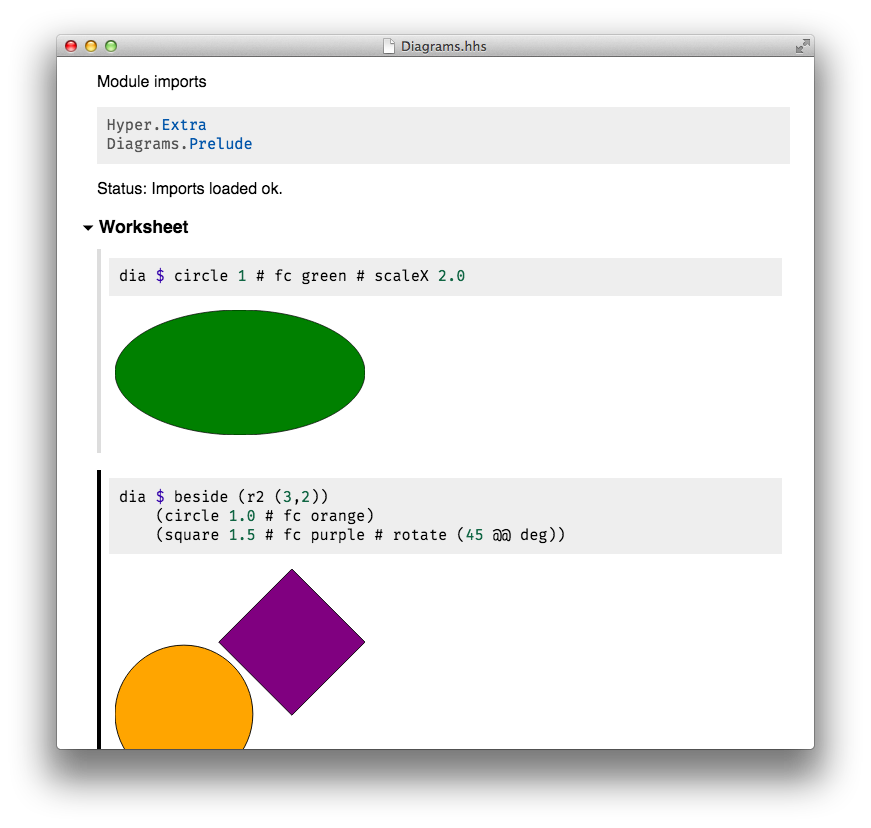 Diagrams.hhs
Module imports
Hyper.Extra
Diagrams.Prelude
Status: Imports loaded ok.
Worksheet
dia $ circle 1 # fc green # scaleX 2.0
dia $ beside (r2 (3,2))
    (circle 1.0 # fc orange)
    (square 1.5 # fc purple # rotate (45 @@ deg))